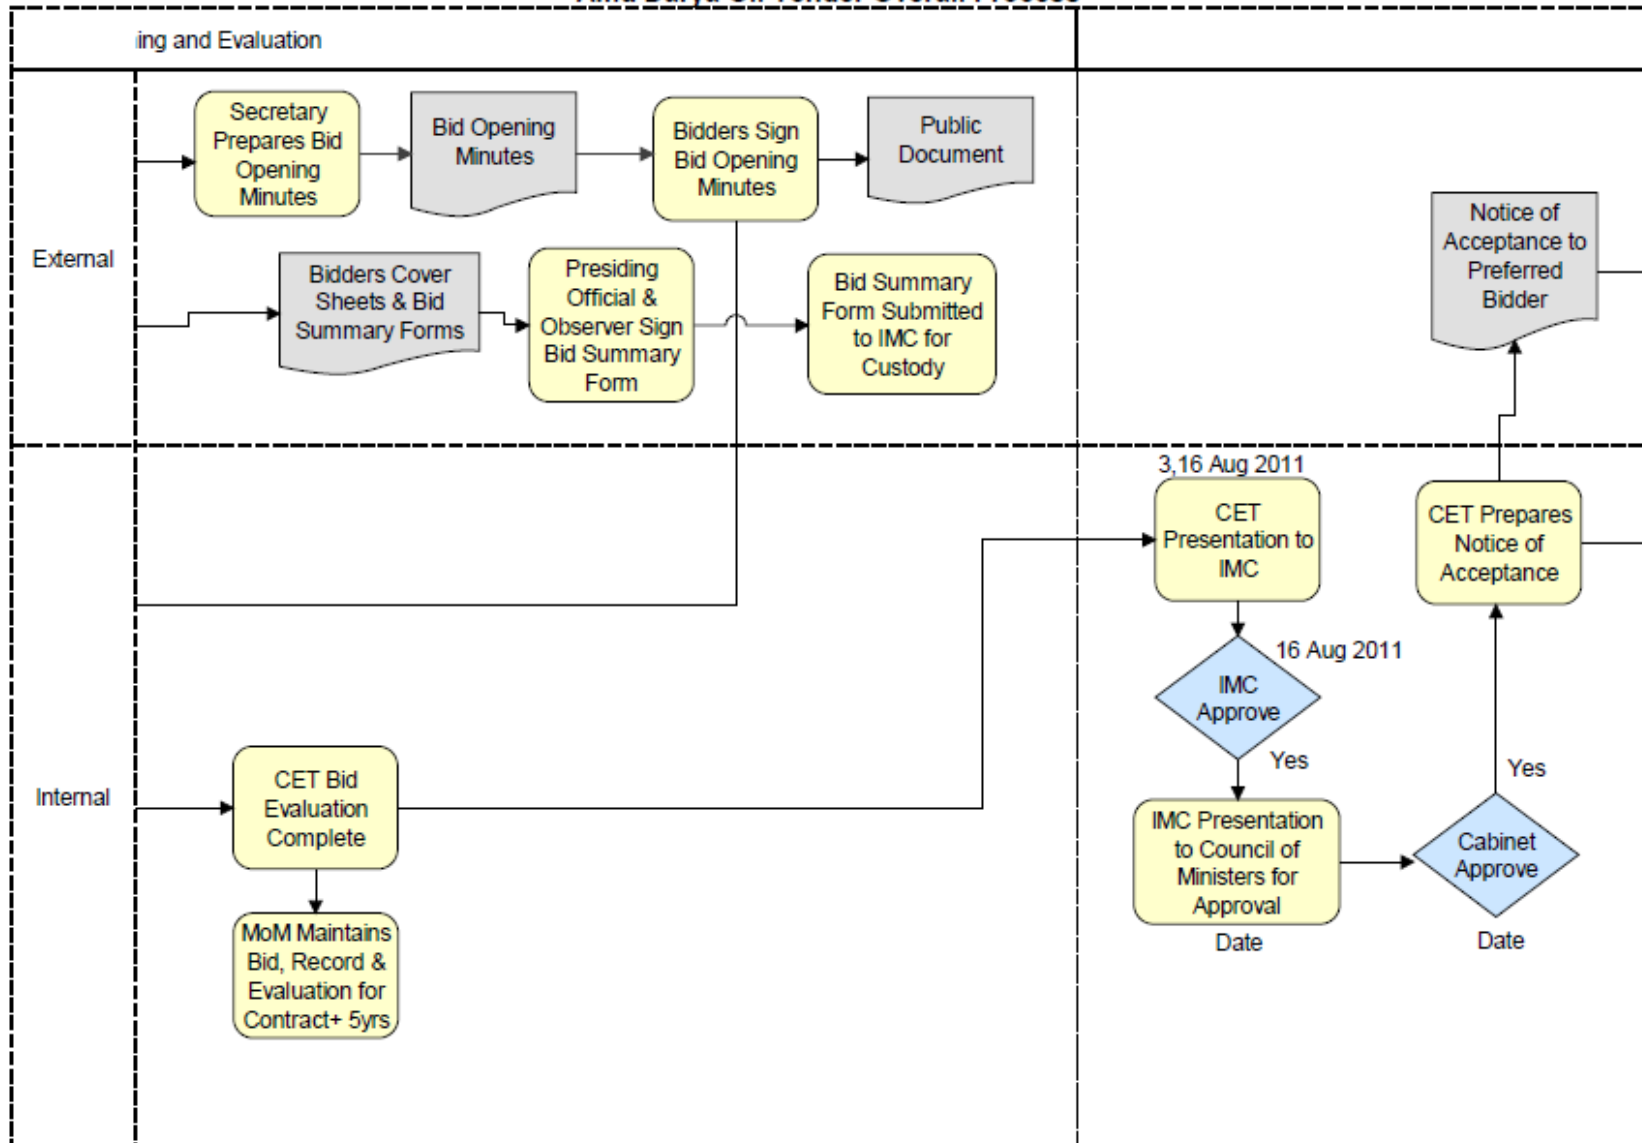 ing and Evaluation
External
Secretary
Prepares Bid
Opening
Minutes
Bid Opening
Minutes
Bidders Sign
Bid Opening
Minutes
Public
Document
Bidders Cover
Sheets & Bid
Summary Forms
Presiding
Official &
Observer Sign
Bid Summary
Form
Bid Summary
Form Submitted
to IMC for
Custody
Notice of
Acceptance to
Preferred
Bidder
Internal
3,16 Aug 2011
CET
Presentation to
IMC
CET Prepares
Notice of
Acceptance
16 Aug 2011
IMC
Approve
Yes
CET Bid
Evaluation
Complete
Yes
IMC Presentation
to Council of
Ministers for
Approval
Date
Cabinet
Approve
Date
MoM Maintains
Bid, Record &
Evaluation for
Contract+ 5yrs